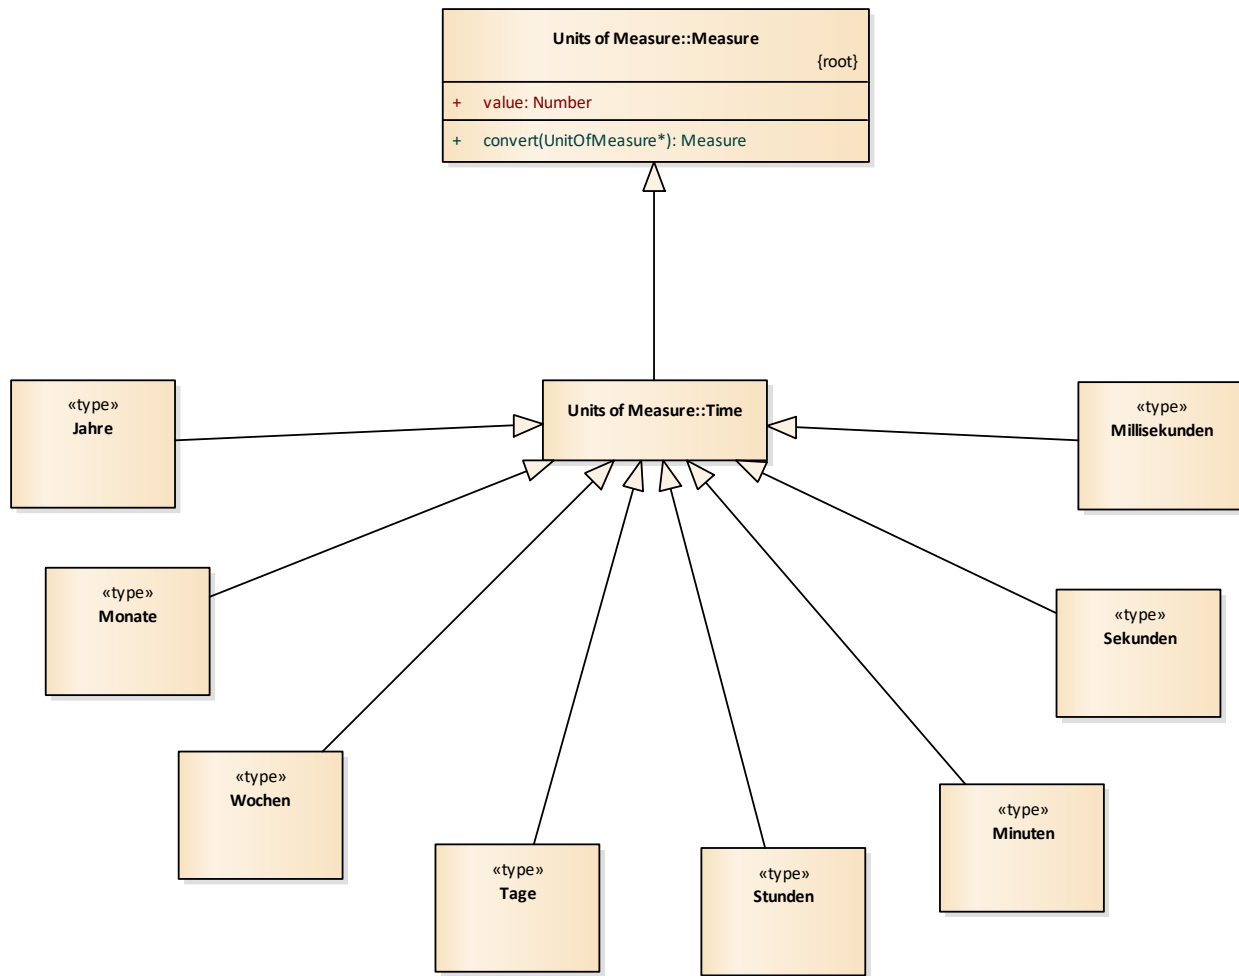 Units of Measure::Measure
{root}
+ value: Number
+ convert(UnitOfMeasure*): Measure
«type»
Jahre
Units of Measure::Time
«type»
Millisekunden
«type»
Monate
«type»
Sekunden
«type»
Wochen
«type»
Minuten
«type»
Tage
«type»
Stunden